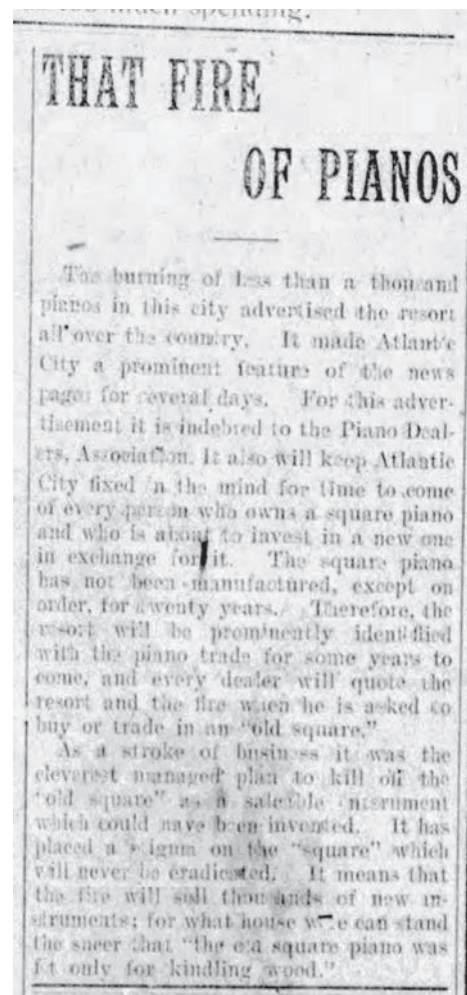 too much spending.
THAT FIRE
OF PIANOS
The burning of less than a thousand
pianos in this city advertised the resort
all over the country. It made Atlantic
City a prominent feature of the news
pages for several days. For this adver-
tisement it is indebted to the Piano Deal-
ers, Association. It also will keep Atlantic
City fixed in the mind for time to come
of every person who owns a square piano
and who is about to invest in a new one
in exchange for it. The square piano
has not been manufactured, except on
order, for twenty years. Therefore, the
resort will be prominently identified
with the piano trade for some years to
come, and every dealer will quote the
resort and the fire when he is asked to
buy or trade in an "old square."
As a stroke of business it was the
cleverest managed plan to kill off the
"old square" as a saleable instrument
which could have been invented. It has
placed a stigma on the "square" which
will never be eradicated. It means that
the fire will sell thousands of new in-
struments; for what house wife can stand
the sneer that "the old square piano was
fit only for kindling wood."